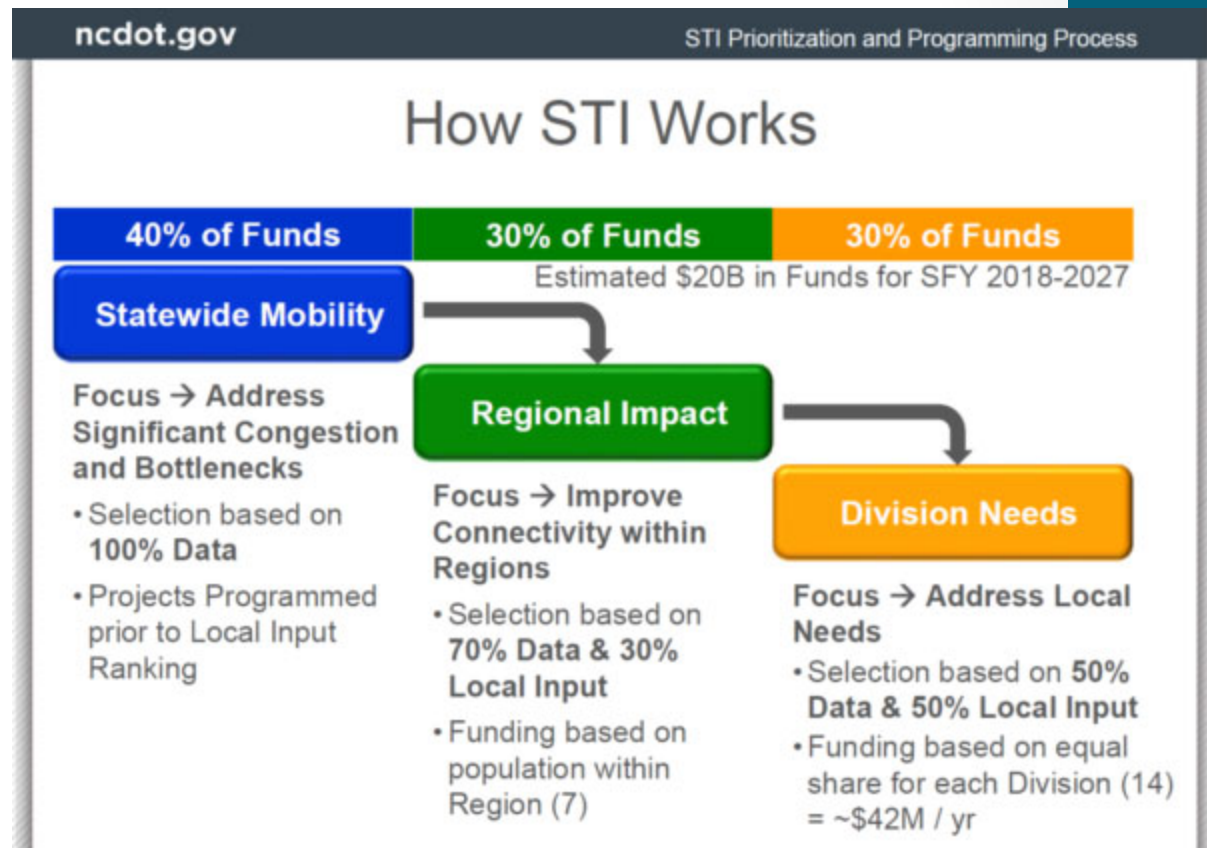 ncdot.gov
STI Prioritization and Programming Process
How STI Works
40% of Funds
30% of Funds
30% of Funds
Estimated $20B in Funds for SFY 2018-2027
Statewide Mobility
Focus → Address
Significant Congestion
and Bottlenecks
• Selection based on
100% Data
• Projects Programmed
prior to Local Input
Ranking
Regional Impact
Focus → Improve
Connectivity within
Regions
• Selection based on
70% Data & 30%
Local Input
• Funding based on
population within
Region (7)
Division Needs
Focus → Address Local
Needs
• Selection based on 50%
Data & 50% Local Input
• Funding based on equal
share for each Division (14)
= ~$42M / yr